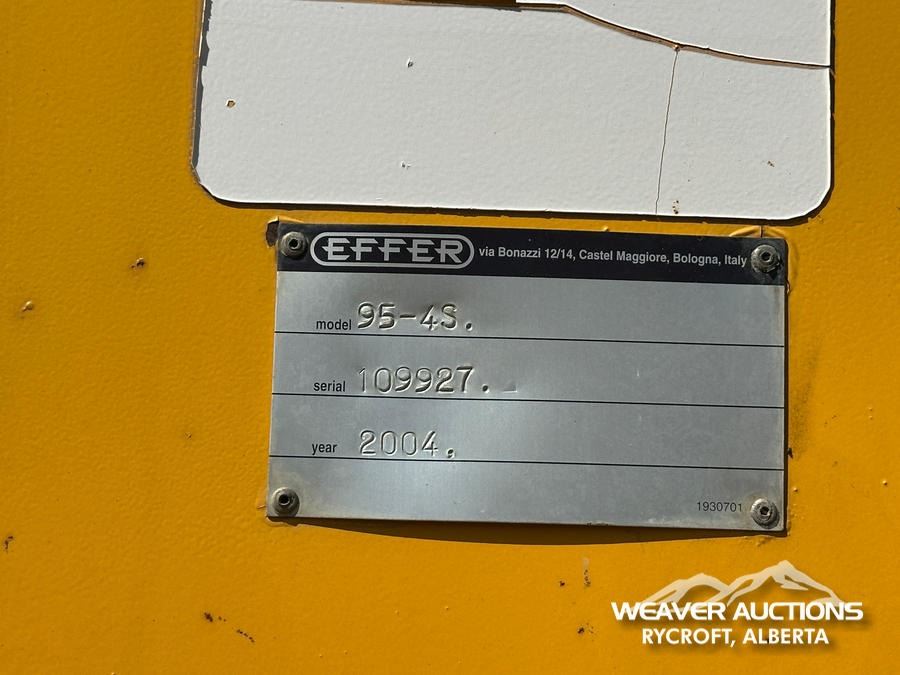 EFFER via Bonazzi 12/14, Castel Maggiore, Bologna, Italy
model 95-4S.
serial 109927.
year 2004.
1930701
WEAVER AUCTIONS
RYCROFT, ALBERTA